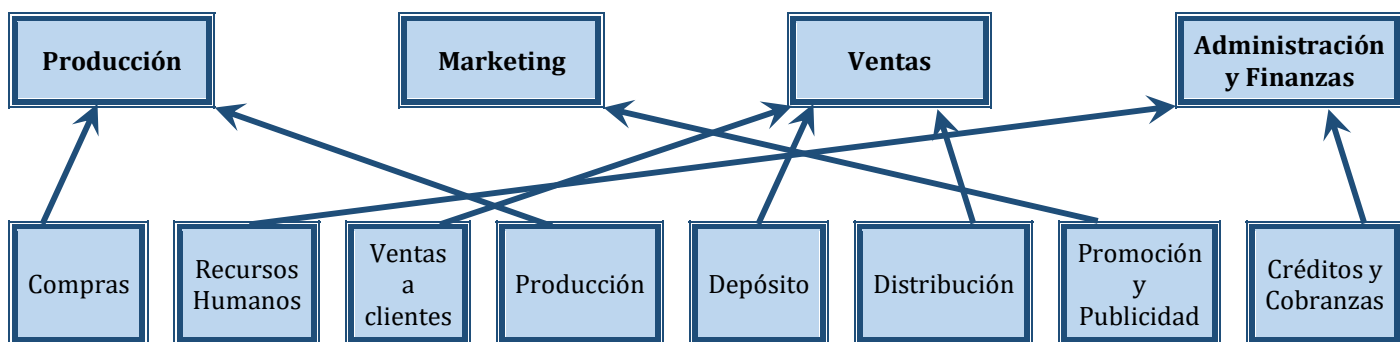 Producción
Marketing
Ventas
Administración
y Finanzas
Compras
Recursos
Humanos
Ventas
a
clientes
Producción
Depósito
Distribución
Promoción
y
Publicidad
Créditos y
Cobranzas